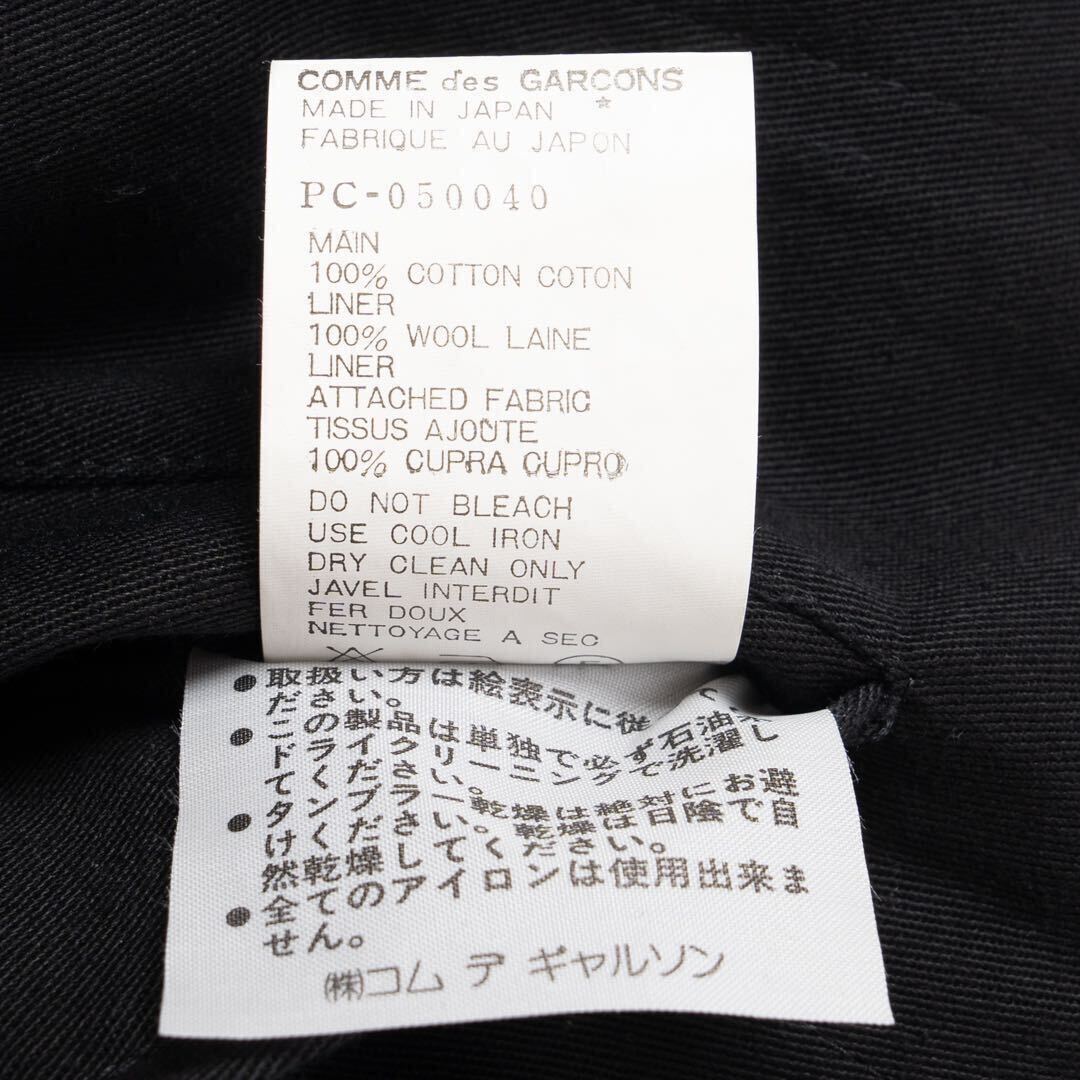 COMME des GARCONS
MADE IN JAPAN *
FABRIQUE AU JAPON
PC-050040
MAIN
100% COTTON COTON
LINER
100% WOOL LAINE
LINER
ATTACHED FABRIC
TISSUS AJOUTE
100% CUPRA CUPRO
DO NOT BLEACH
USE COOL IRON
DRY CLEAN ONLY
JAVEL INTERDIT
FER DOUX
NETTOYAGE A SEC
●取扱い方は絵表示に従
ださい。
●この製品は単独で必ず石油
ドライクリーニングで洗濯し
てください。
●タンブラー乾燥は絶対にお避
けくださいい。乾燥は日陰で自
然乾燥してください。
●全てのアイロンは使用出来ま
せん。
㈱コム デ ギャルソン